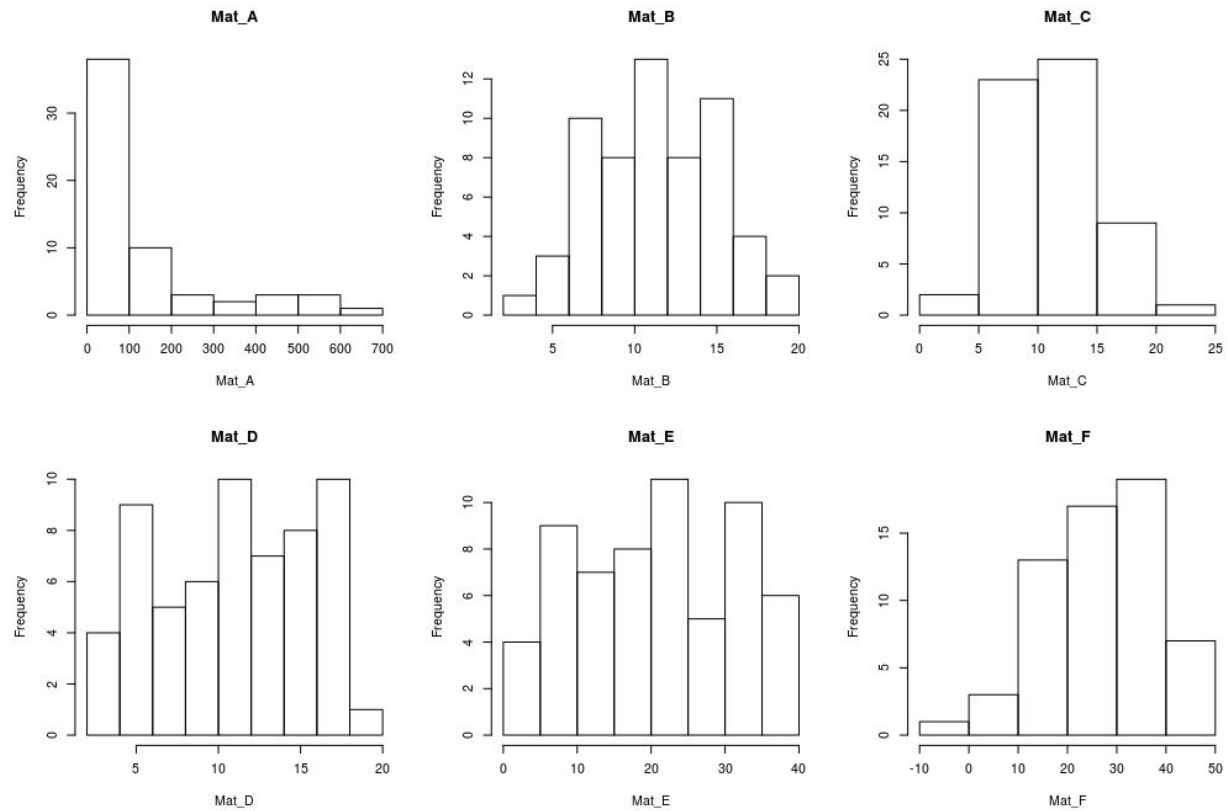 Mat_A
Frequency
0 10 20 30
0 100 200 300 400 500 600 700
Mat_A
Mat_B
Frequency
0 2 4 6 8 10 12
5 10 15 20
Mat_B
Mat_C
Frequency
0 5 10 15 20 25
0 5 10 15 20 25
Mat_C
Mat_D
Frequency
0 2 4 6 8 10
5 10 15 20
Mat_D
Mat_E
Frequency
0 2 4 6 8 10
0 10 20 30 40
Mat_E
Mat_F
Frequency
0 5 10 15
-10 0 10 20 30 40 50
Mat_F